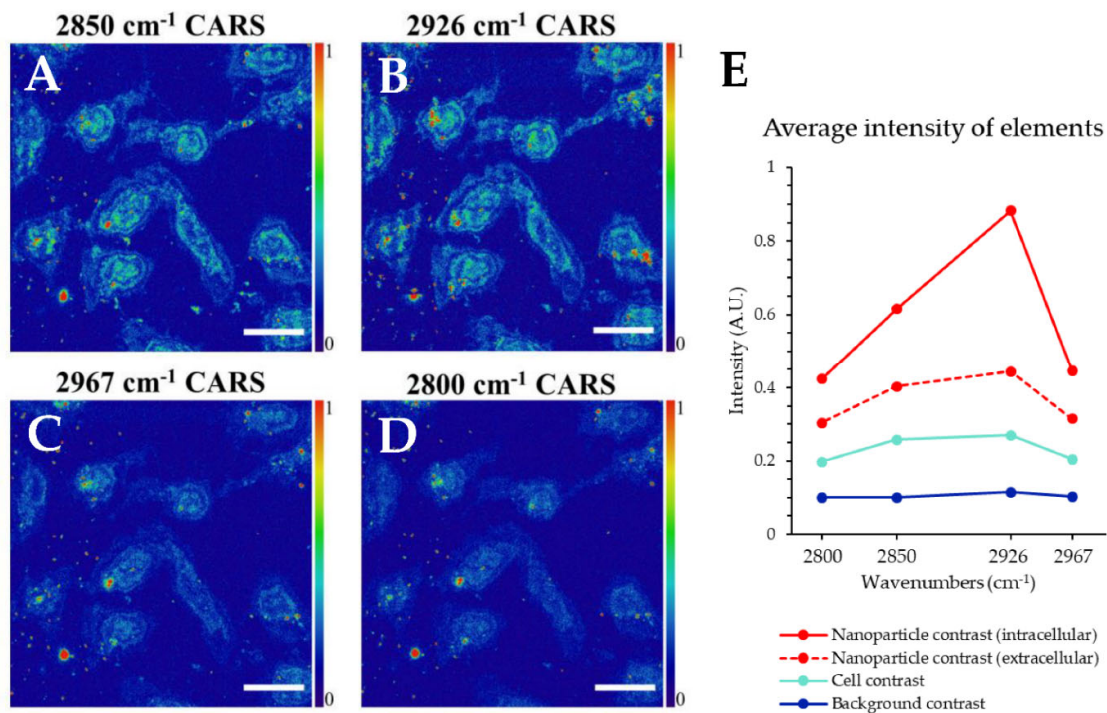 2850 cm⁻¹ CARS
A
1
0
2926 cm⁻¹ CARS
B
1
0
2967 cm⁻¹ CARS
C
1
0
2800 cm⁻¹ CARS
D
1
0
E
Average intensity of elements
Intensity (A.U.)
1
0.8
0.6
0.4
0.2
0
2800 2850 2926 2967
Wavenumbers (cm⁻¹)
Nanoparticle contrast (intracellular)
Nanoparticle contrast (extracellular)
Cell contrast
Background contrast